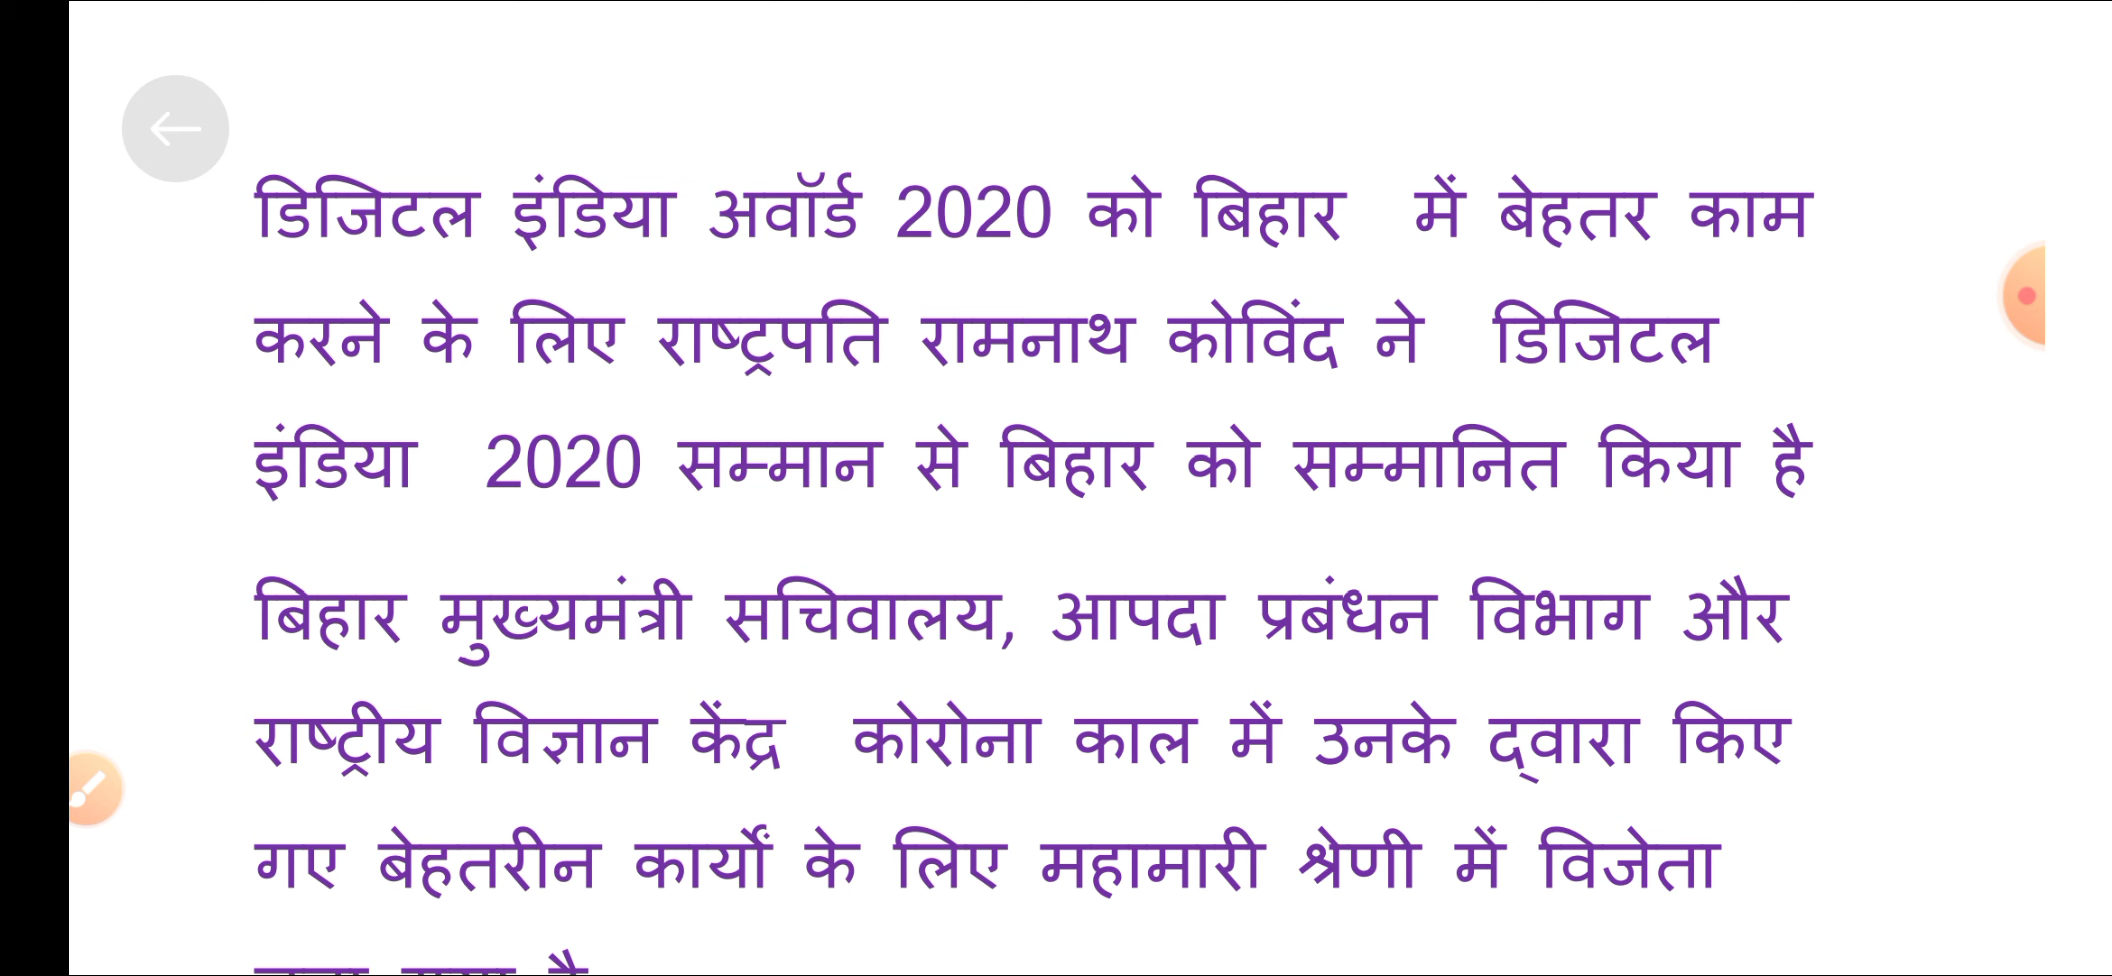 डिजिटल इंडिया अवॉर्ड 2020 को बिहार में बेहतर काम
करने के लिए राष्ट्रपति रामनाथ कोविंद ने डिजिटल
इंडिया 2020 सम्मान से बिहार को सम्मानित किया है
बिहार मुख्यमंत्री सचिवालय, आपदा प्रबंधन विभाग और
राष्ट्रीय विज्ञान केंद्र कोरोना काल में उनके द्वारा किए
गए बेहतरीन कार्यों के लिए महामारी श्रेणी में विजेता